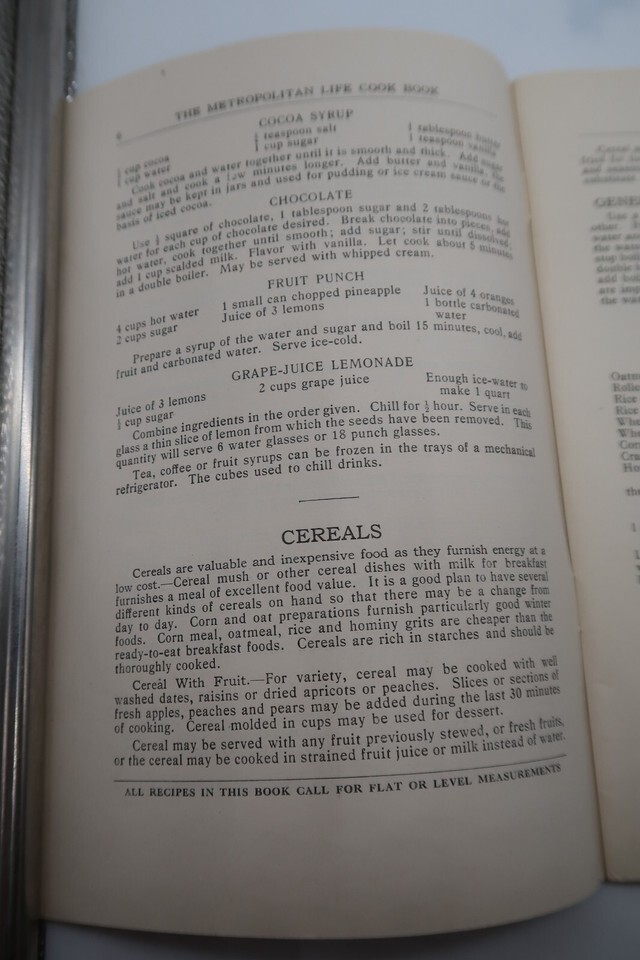 6 THE METROPOLITAN LIFE COOK BOOK
COCOA SYRUP
cup cocoa ½ teaspoon salt 1 tablespoon butter
cup water 1 cup sugar 1 teaspoon vanilla
Cook cocoa and water together until it is smooth and thick. Add sugar
and salt and cook a few minutes longer. Add butter and vanilla. The
sauce may be kept in jars and used for pudding or ice cream sauce or the
basis of iced cocoa.
CHOCOLATE
Use ½ square of chocolate, 1 tablespoon sugar and 2 tablespoons hot
water for each cup of chocolate desired. Break chocolate into pieces, add
hot water, cook together until smooth; add sugar; stir until dissolved;
add 1 cup scalded milk. Flavor with vanilla. Let cook about 5 minutes
in a double boiler. May be served with whipped cream.
FRUIT PUNCH
4 cups hot water 1 small can chopped pineapple Juice of 4 oranges
2 cups sugar Juice of 3 lemons 1 bottle carbonated
water
Prepare a syrup of the water and sugar and boil 15 minutes, cool, add
fruit and carbonated water. Serve ice-cold.
GRAPE-JUICE LEMONADE
Juice of 3 lemons 2 cups grape juice Enough ice-water to
cup sugar make 1 quart
Combine ingredients in the order given. Chill for ½ hour. Serve in each
glass a thin slice of lemon from which the seeds have been removed. This
quantity will serve 6 water glasses or 18 punch glasses.
Tea, coffee or fruit syrups can be frozen in the trays of a mechanical
refrigerator. The cubes used to chill drinks.
CEREALS
Cereals are valuable and inexpensive food as they furnish energy at a
low cost.—Cereal mush or other cereal dishes with milk for breakfast
furnishes a meal of excellent food value. It is a good plan to have several
different kinds of cereals on hand so that there may be a change from
day to day. Corn and oat preparations furnish particularly good winter
foods. Corn meal, oatmeal, rice and hominy grits are cheaper than the
ready-to-eat breakfast foods. Cereals are rich in starches and should be
thoroughly cooked.
Cereal With Fruit.—For variety, cereal may be cooked with well
washed dates, raisins or dried apricots or peaches. Slices or sections of
fresh apples, peaches and pears may be added during the last 30 minutes
of cooking. Cereal molded in cups may be used for dessert.
Cereal may be served with any fruit previously stewed, or fresh fruits,
or the cereal may be cooked in strained fruit juice or milk instead of water.
ALL RECIPES IN THIS BOOK CALL FOR FLAT OR LEVEL MEASUREMENTS